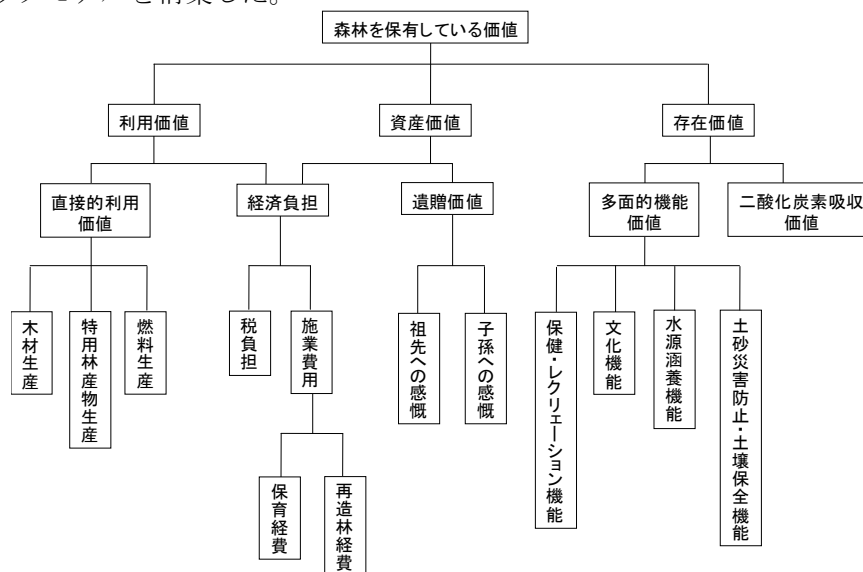 を構築した。
森林を保有している価値
利用価値
資産価値
存在価値
直接的利用
価値
経済負担
遺贈価値
多面的機能
価値
二酸化炭素吸収
価値
木材生産
特用林産物生産
燃料生産
税負担
施業費用
祖先への感慨
子孫への感慨
保健・レクリェーション機能
文化機能
水源涵養機能
土砂災害防止・土壌保全機能
保育経費
再造林経費